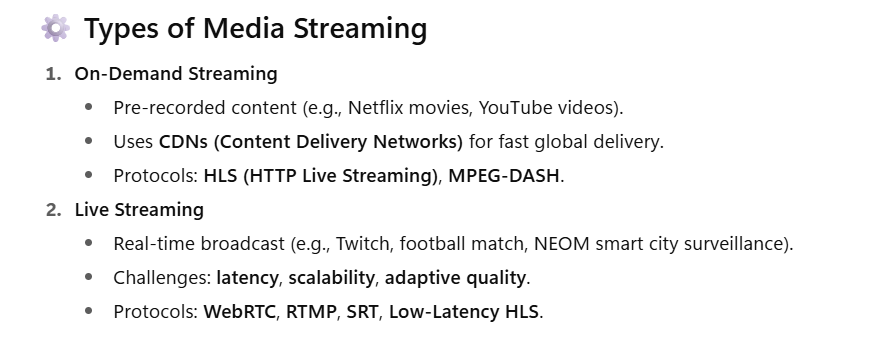 Types of Media Streaming
1. On-Demand Streaming
• Pre-recorded content (e.g., Netflix movies, YouTube videos).
• Uses CDNs (Content Delivery Networks) for fast global delivery.
• Protocols: HLS (HTTP Live Streaming), MPEG-DASH.
2. Live Streaming
• Real-time broadcast (e.g., Twitch, football match, NEOM smart city surveillance).
• Challenges: latency, scalability, adaptive quality.
• Protocols: WebRTC, RTMP, SRT, Low-Latency HLS.